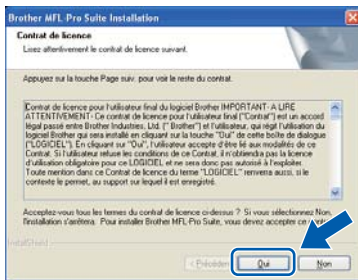 Brother MFL-Pro Suite Installation
Contrat de licence
Lisez attentivement le contrat de licence suivant.
Appuyez sur la touche Page suiv. pour voir le reste du contrat.
Contrat de licence pour l'utilisateur final du logiciel Brother IMPORTANT- A LIRE
ATTENTIVEMENT- Ce contrat de licence pour l'utilisateur final ("Contrat") est un accord
légal passé entre Brother Industries, Ltd. ("Brother") et l'utilisateur, qui régit l'utilisation du
logiciel Brother qui sera installé en cliquant sur la touche "Oui" de cette boîte de dialogue
("LOGICIEL"). En cliquant sur "Oui", l'utilisateur accepte d'être lié aux modalités de ce
Contrat. Si l'utilisateur refuse les conditions de ce Contrat, il n'obtiendra pas la licence
d'utilisation obligatoire pour ce LOGICIEL et ne sera donc pas autorisé à l'exploiter.
Toute mention dans ce Contrat de licence du terme "LOGICIEL" renverra aussi, si le
contexte le permet, au support sur lequel il est enregistré.
Acceptez-vous tous les termes du contrat de licence ci-dessus ? Si vous sélectionnez Non,
l'installation s'arrêtera. Pour installer Brother MFL-Pro Suite, vous devez accepter ce
InstallShield
< Précédent
Oui
Non